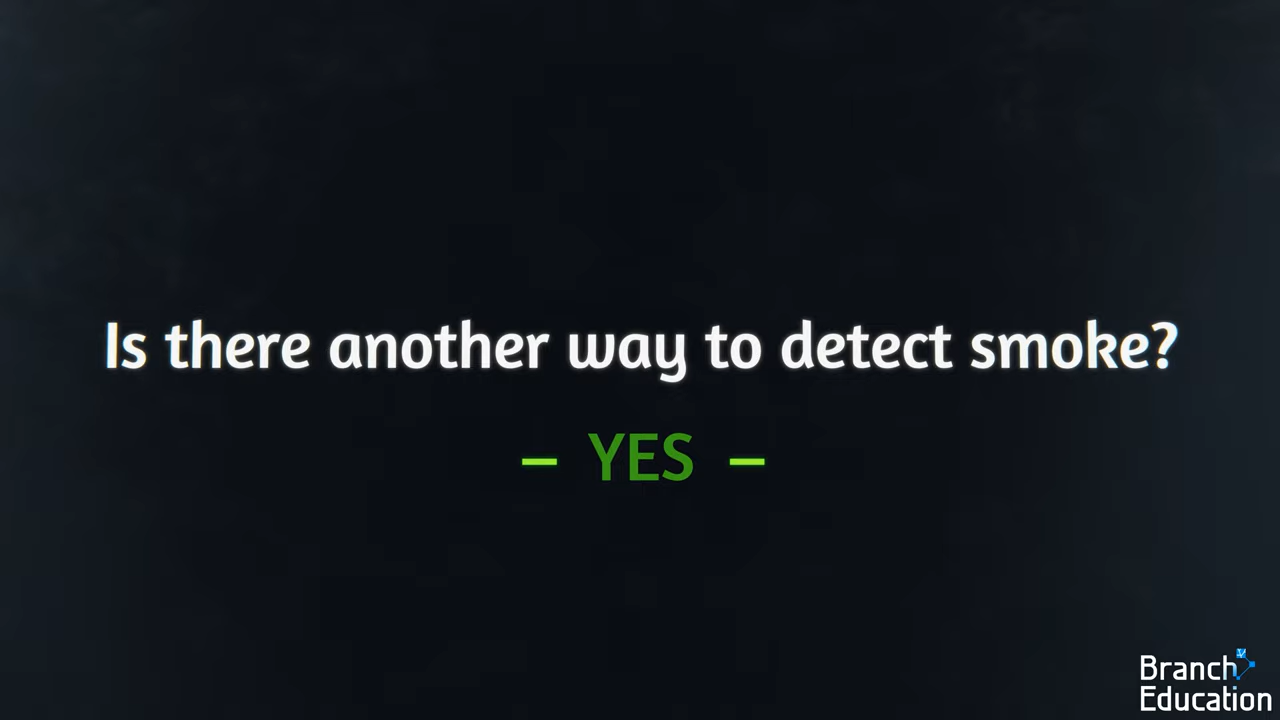 Is there another way to detect smoke?
– YES –
Branch
Education